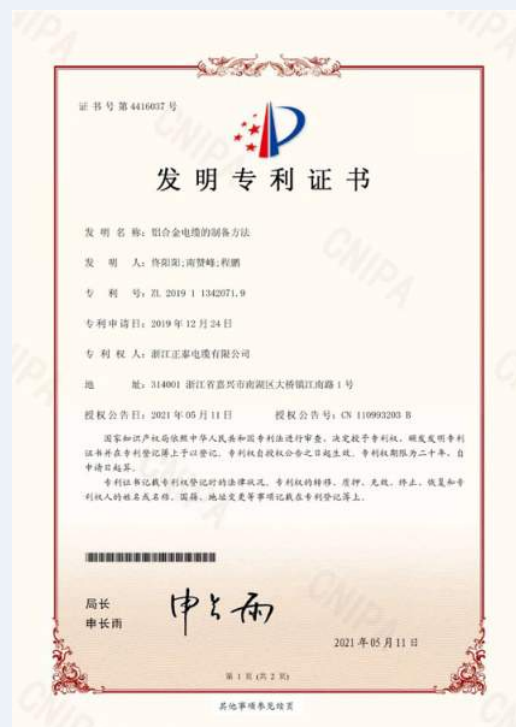 证书号第4416037号
发明专利证书
发 明 名 称：铝合金电缆的制备方法
发 明 人：佟阳阳;南贤峰;程鹏
专 利 号：ZL 2019 1 1342071.9
专利申请日：2019年12月24日
专 利 权 人：浙江正泰电缆有限公司
地 址：314001 浙江省嘉兴市南湖区大桥镇江南路1号
授权公告日：2021年05月11日 授权公告号：CN 110993203 B
国家知识产权局依照中华人民共和国专利法进行审查，决定授予专利权，颁发发明专利
证书并在专利登记簿上予以登记。专利权自授权公告之日起生效。专利权期限为二十年，自
申请日起算。
专利证书记载专利权登记时的法律状况。专利权的转移、质押、无效、终止、恢复和专
利权人的姓名或名称、国籍、地址变更等事项记载在专利登记簿上。
局长
申长雨
申长雨
2021年05月11日
第 1 页 (共 2 页)
其他事项参见续页
CNIPA
CNIPA
CNIPA
CNIPA
CNIPA